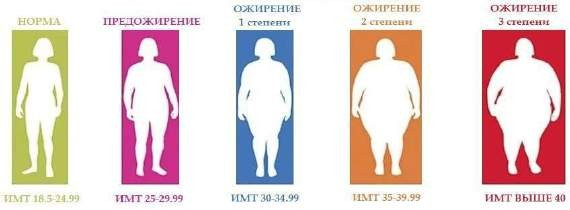 НОРМА
ПРЕДОЖИРЕНИЕ
ОЖИРЕНИЕ
1 степени
ОЖИРЕНИЕ
2 степени
ОЖИРЕНИЕ
3 степени
ИМТ 18.5-24.99
ИМТ 25-29.99
ИМТ 30-34.99
ИМТ 35-39.99
ИМТ ВЫШЕ 40